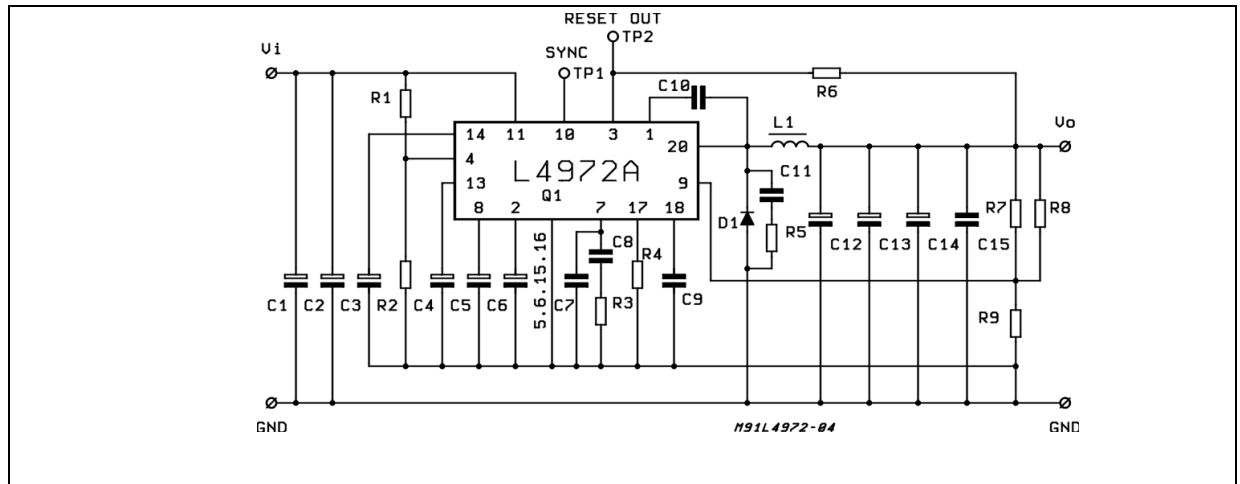 RESET OUT
TP2
Vi
SYNC
TP1
C10
R6
R1
L1
Vo
14 11 10 3 1
20
4
L4972A
C11
13
Q1
9
8 2 7 17 18
D1
R5
R7 R8
C8
R4
C12 C13 C14 C15
5.6.15.16
C1 C2 C3 R2 C4 C5 C6 C7 R3 C9
R9
GND
M91L4972-04
GND